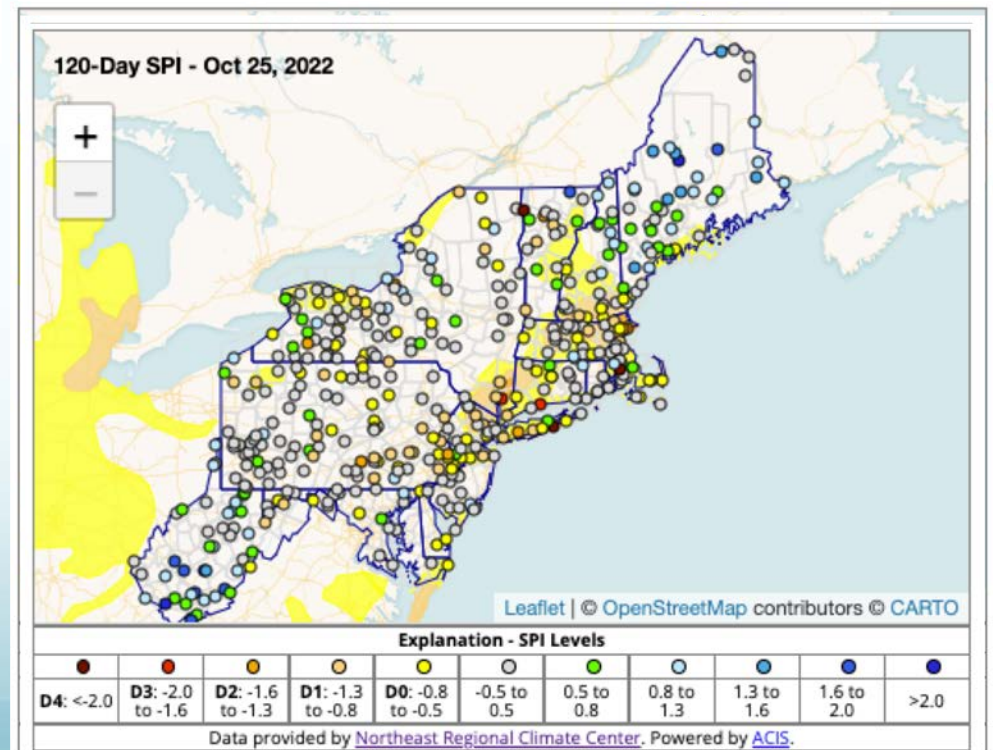 120-Day SPI - Oct 25, 2022
+
−
Leaflet | © OpenStreetMap contributors © CARTO
Explanation - SPI Levels
D4: <-2.0
D3: -2.0
to -1.6
D2: -1.6
to -1.3
D1: -1.3
to -0.8
D0: -0.8
to -0.5
-0.5 to
0.5
0.5 to
0.8
0.8 to
1.3
1.3 to
1.6
1.6 to
2.0
>2.0
Data provided by Northeast Regional Climate Center. Powered by ACIS.